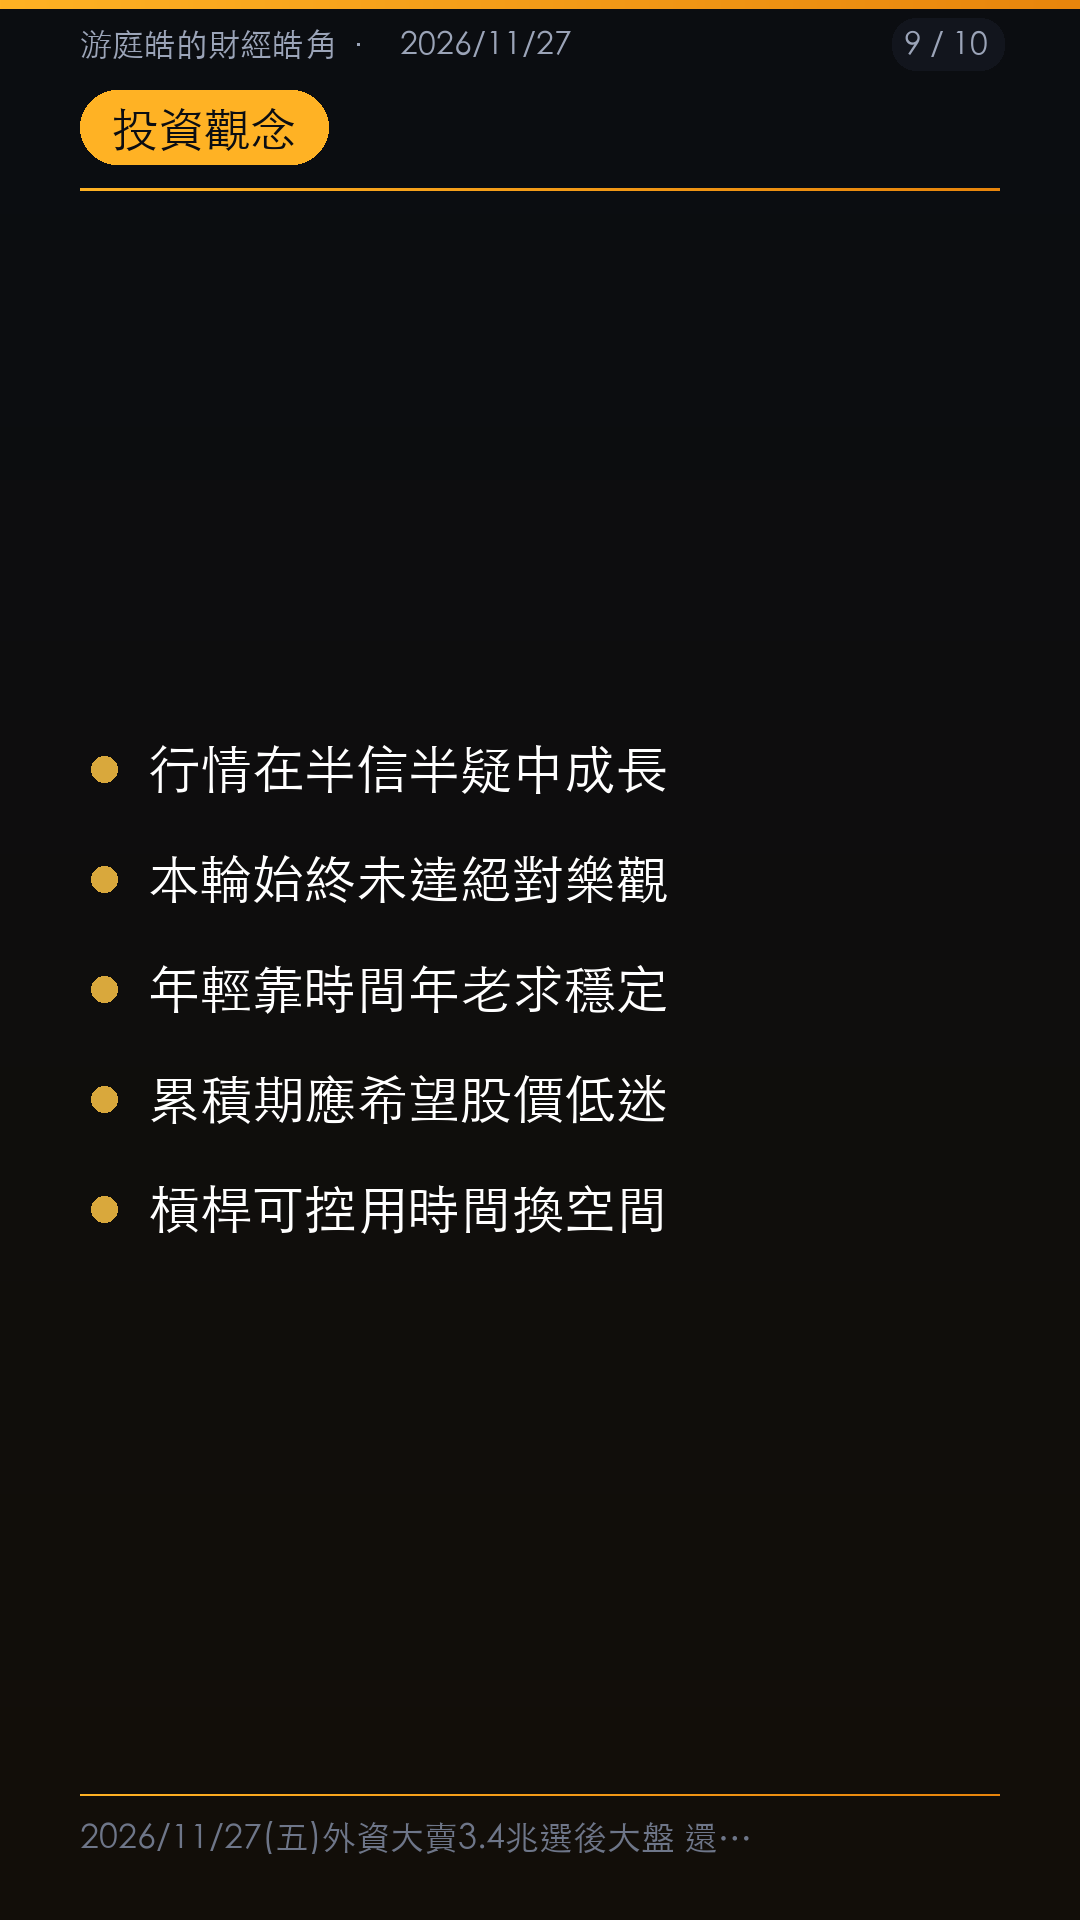 游庭皓的財經皓角 · 2026/11/27
9 / 10
投資觀念
行情在半信半疑中成長
本輪始終未達絕對樂觀
年輕靠時間年老求穩定
累積期應希望股價低迷
槓桿可控用時間換空間
2026/11/27(五)外資大賣3.4兆選後大盤 還…